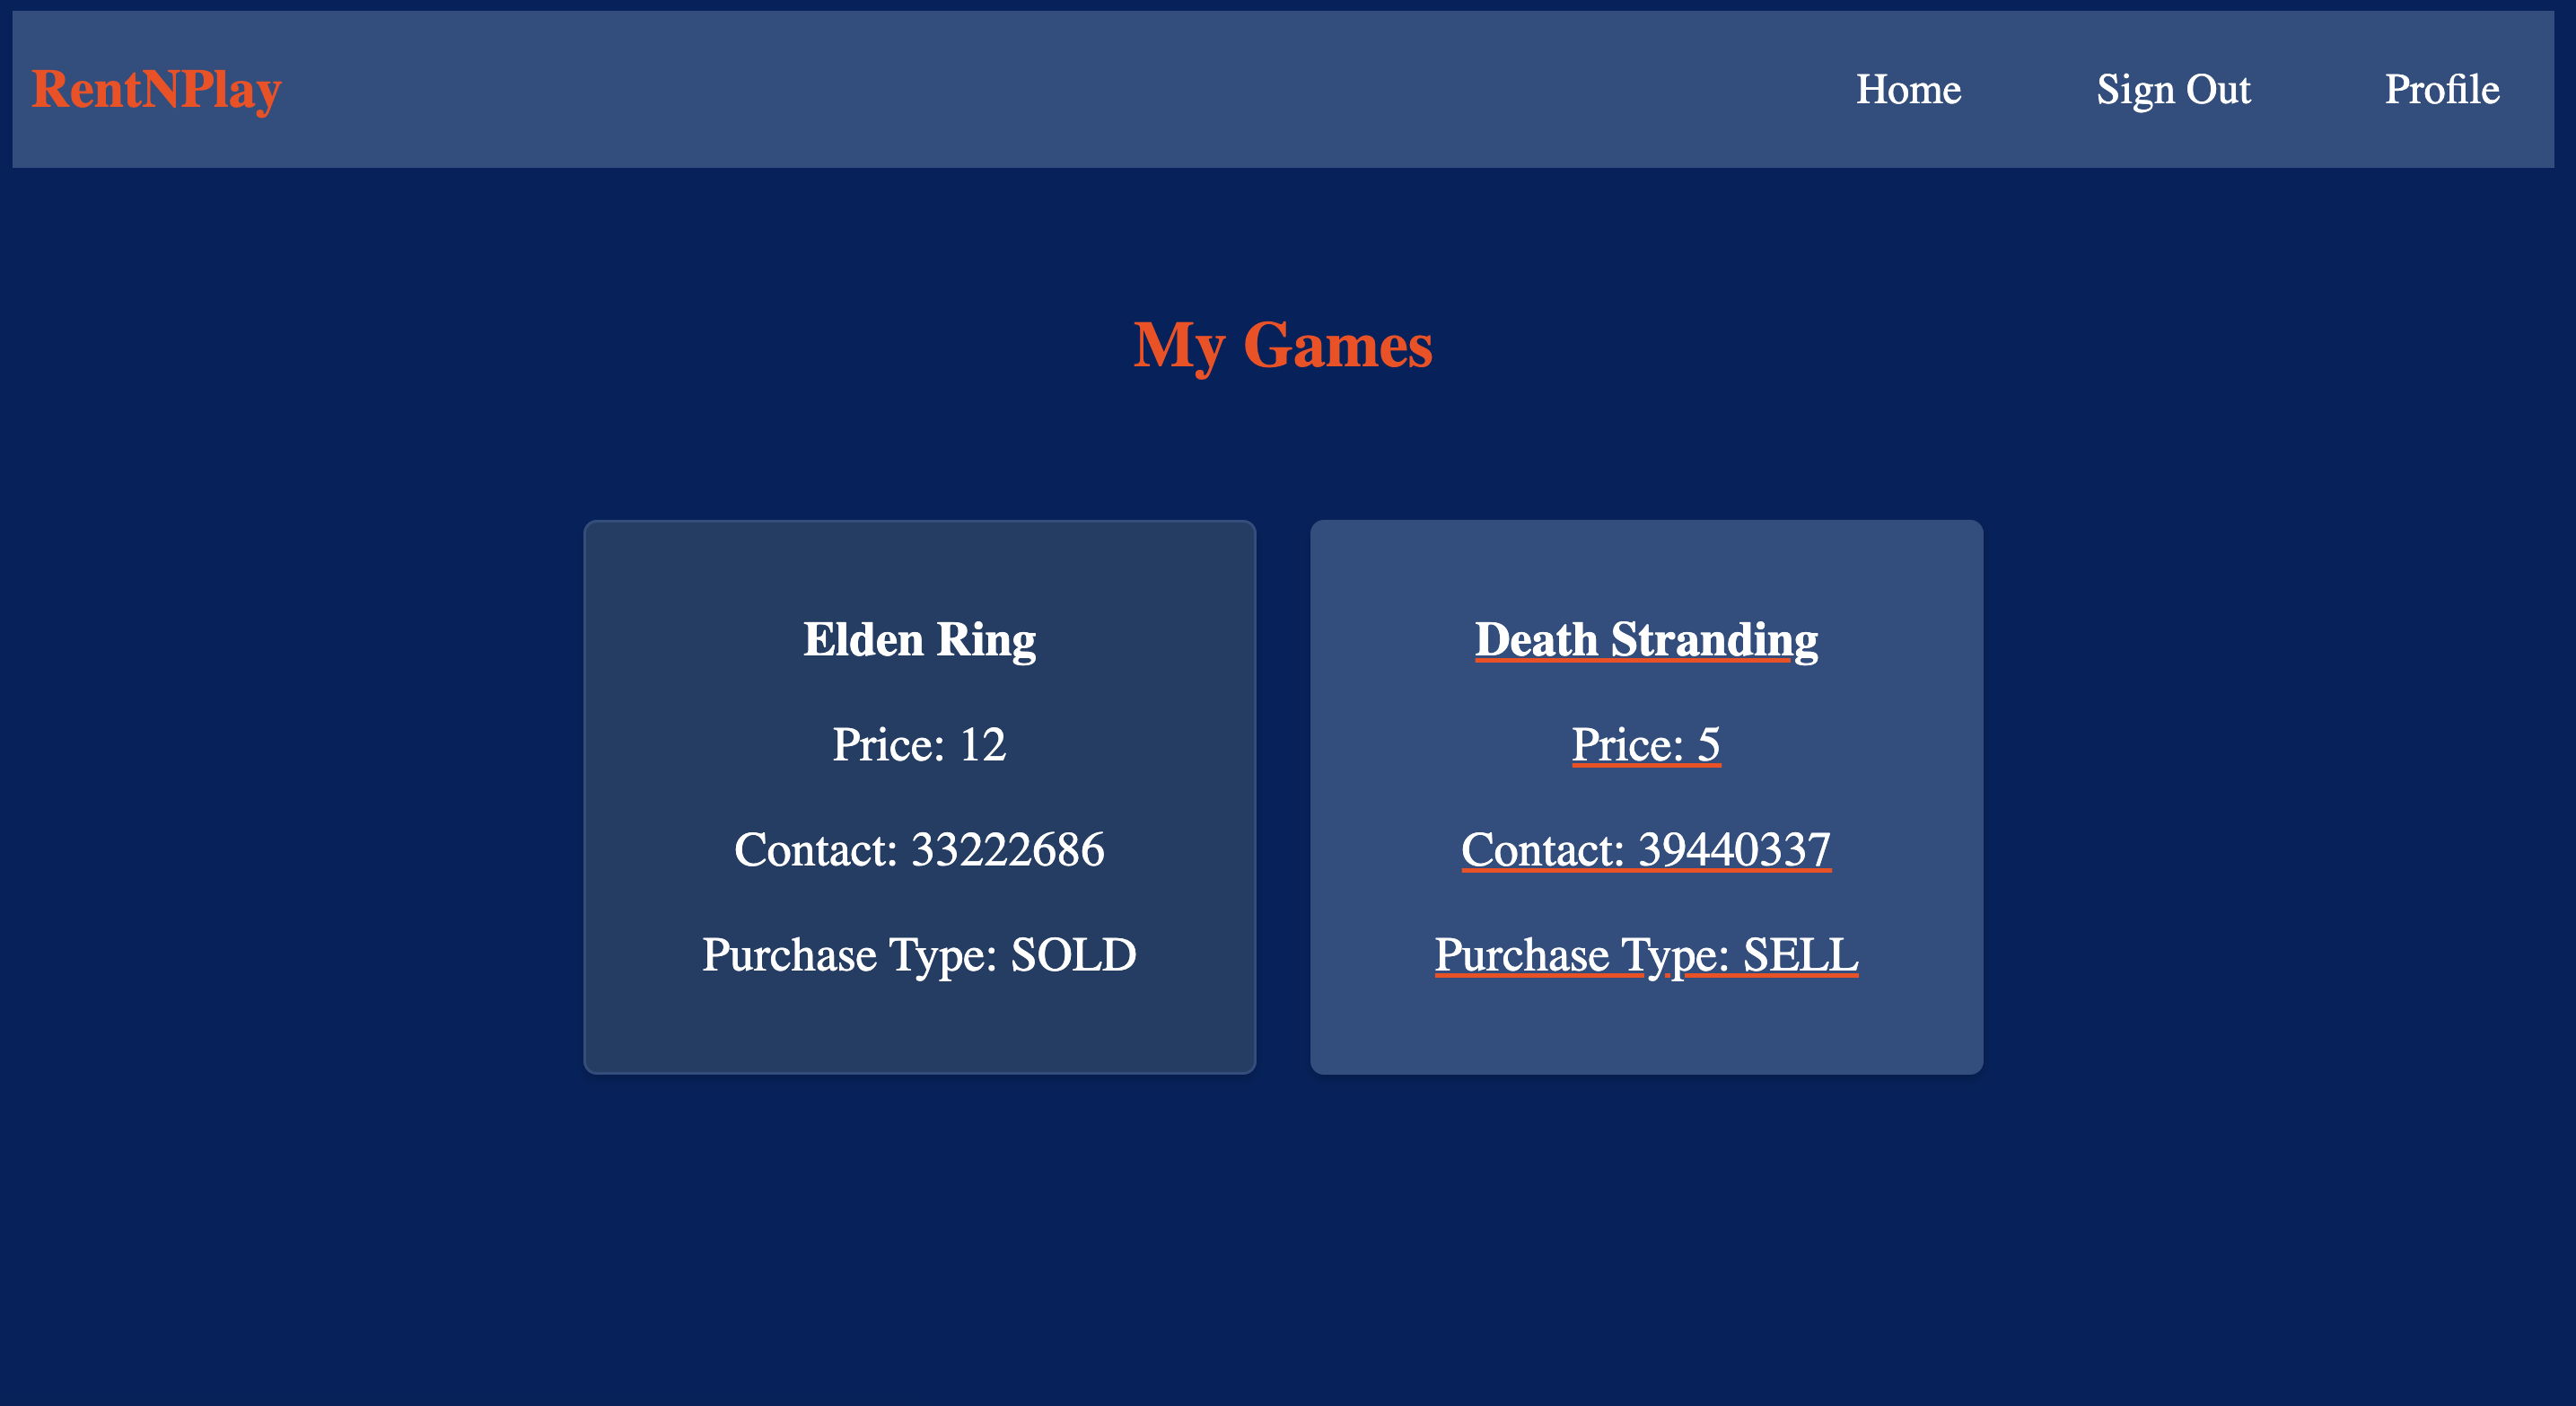 RentNPlay
Home Sign Out Profile
My Games
Elden Ring
Price: 12
Contact: 33222686
Purchase Type: SOLD
Death Stranding
Price: 5
Contact: 39440337
Purchase Type: SELL